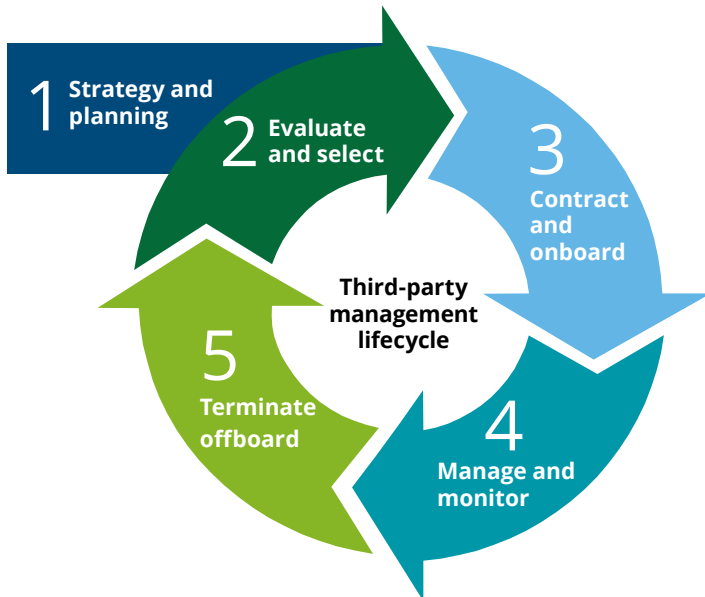 1 Strategy and
planning
2 Evaluate
and select
3
Contract
and
onboard
Third-party
management
lifecycle
4
Manage and
monitor
5
Terminate
offboard